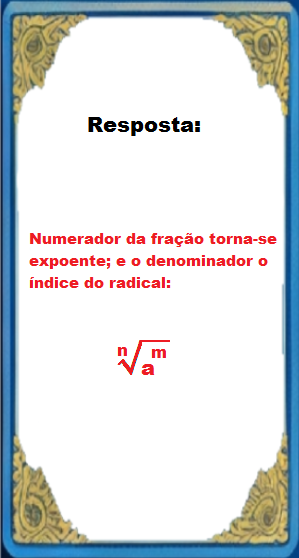 Resposta:
Numerador da fração torna-se
expoente; e o denominador o
índice do radical:
ⁿ√aᵐ